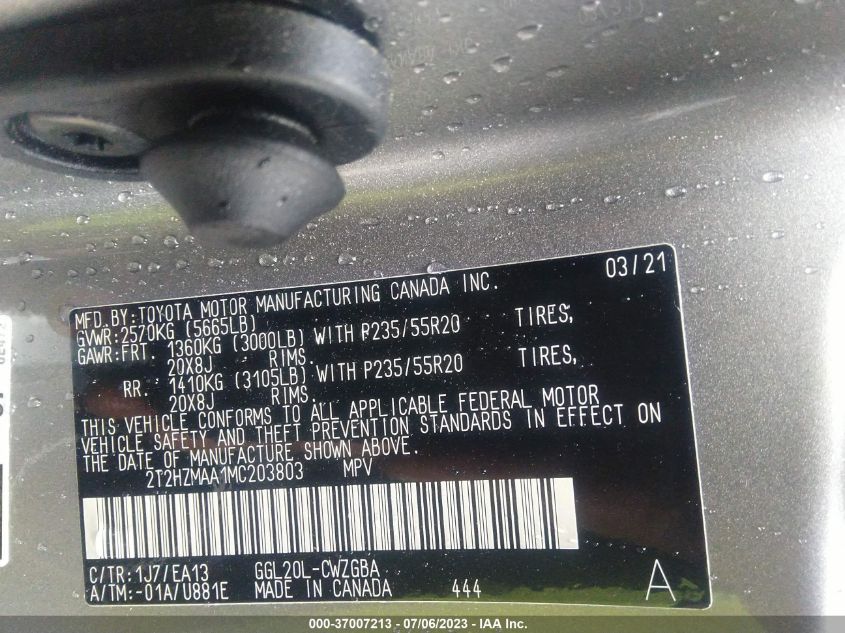 MFD.BY:TOYOTA MOTOR MANUFACTURING CANADA INC. 03/21
GVWR:2570KG (5665LB)
GAWR:FRT. 1360KG (3000LB) WITH P235/55R20 TIRES,
20X8J RIMS.
RR. 1410KG (3105LB) WITH P235/55R20 TIRES,
20X8J RIMS.
THIS VEHICLE CONFORMS TO ALL APPLICABLE FEDERAL MOTOR
VEHICLE SAFETY AND THEFT PREVENTION STANDARDS IN EFFECT ON
THE DATE OF MANUFACTURE SHOWN ABOVE.
2T2HZMAA1MC203803 MPV
C/TR:1J7/EA13 GGL20L-CWZGBA
A/TM:-01A/U881E MADE IN CANADA 444 A
000-37007213 - 07/06/2023 - IAA Inc.